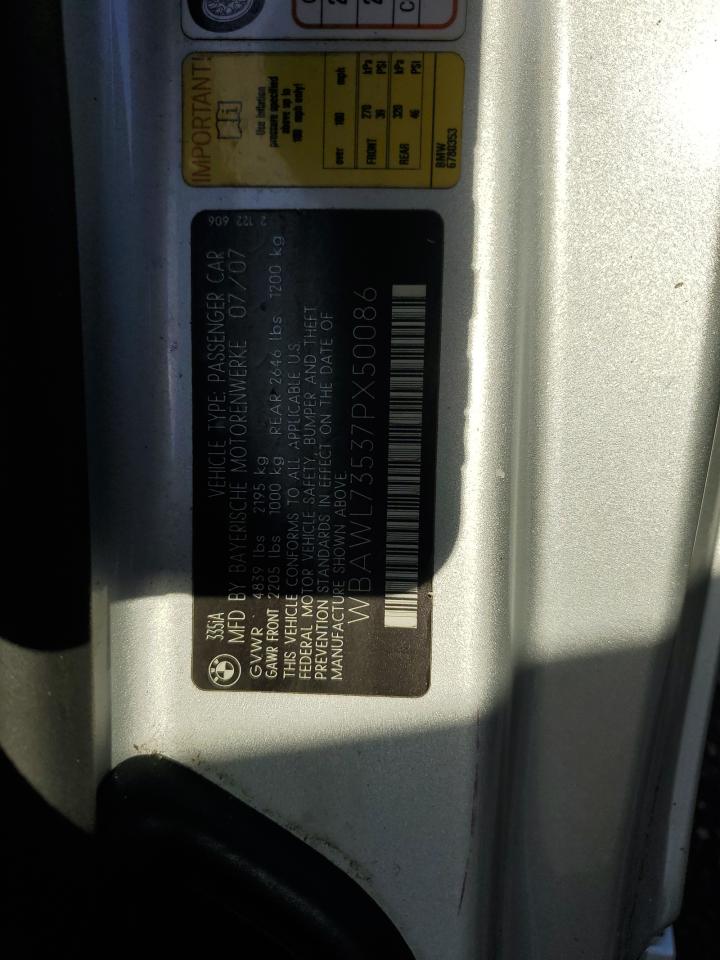 IMPORTANT!
Use inflation
pressure specified
above up to
100 mph only!
over 100 mph
FRONT 270 kPa
39 PSI
REAR 320 kPa
46 PSI
BMW
6780353
2 122 606
335iA VEHICLE TYPE: PASSENGER CAR
MFD BY BAYERISCHE MOTORENWERKE 07/07
GVWR 4839 lbs 2195 kg
GAWR FRONT 2205 lbs 1000 kg REAR 2646 lbs 1200 kg
THIS VEHICLE CONFORMS TO ALL APPLICABLE U.S.
FEDERAL MOTOR VEHICLE SAFETY, BUMPER AND THEFT
PREVENTION STANDARDS IN EFFECT ON THE DATE OF
MANUFACTURE SHOWN ABOVE
WBAWL73537PX50086